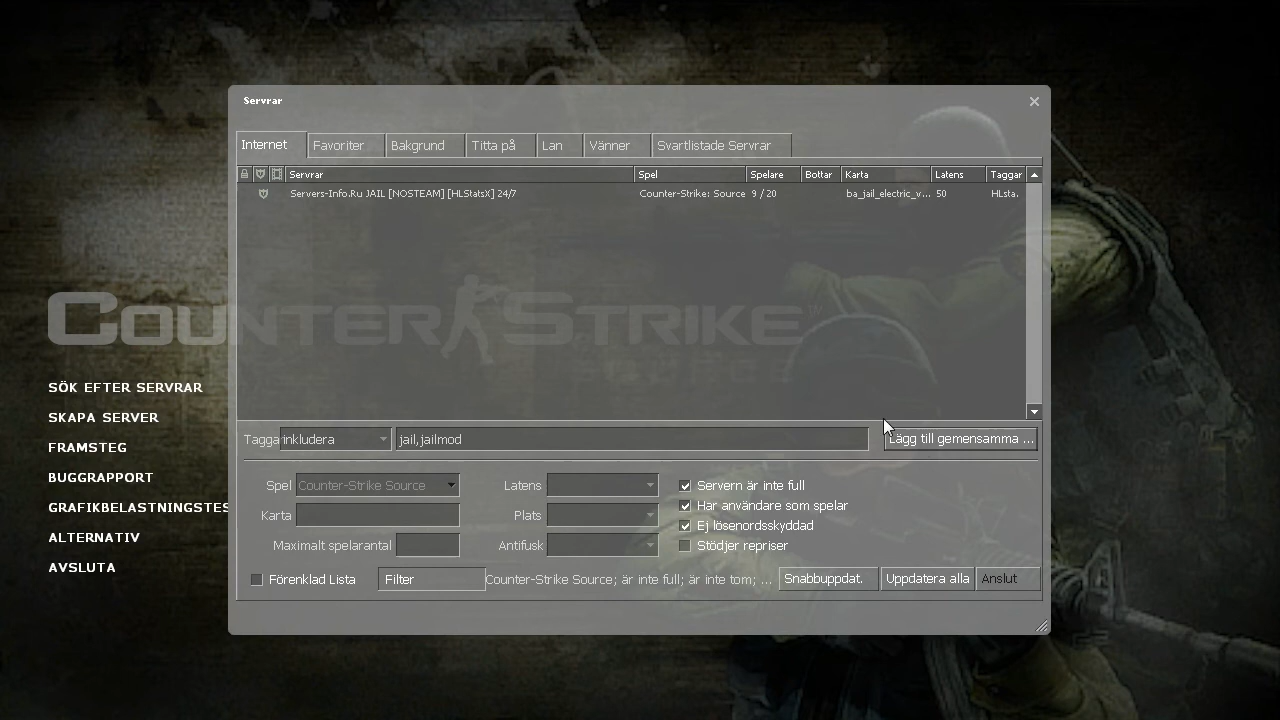 Servrar
Internet Favoriter Bakgrund Titta på Lan Vänner Svartlistade Servrar
Servrar Spel Spelare Bottar Karta Latens Taggar
Servers-Info.Ru JAIL [NOSTEAM] [HLStatsX] 24/7 Counter-Strike: Source 9 / 20 ba_jail_electric_v... 50 HLsta.
COUNTER STRIKE™
SÖK EFTER SERVRAR
SKAPA SERVER
FRAMSTEG
BUGGRAPPORT
GRAFIKBELASTNINGSTES
ALTERNATIV
AVSLUTA
Tagga inkludera jail,jailmod Lägg till gemensamma ...
Spel Counter-Strike Source Latens Servern är inte full
Karta Plats Har användare som spelar
Ej lösenordsskyddad
Maximalt spelarantal Antifusk Stödjer repriser
Förenklad Lista Filter Counter-Strike Source; är inte full; är inte tom; ... Snabbuppdat. Uppdatera alla Anslut